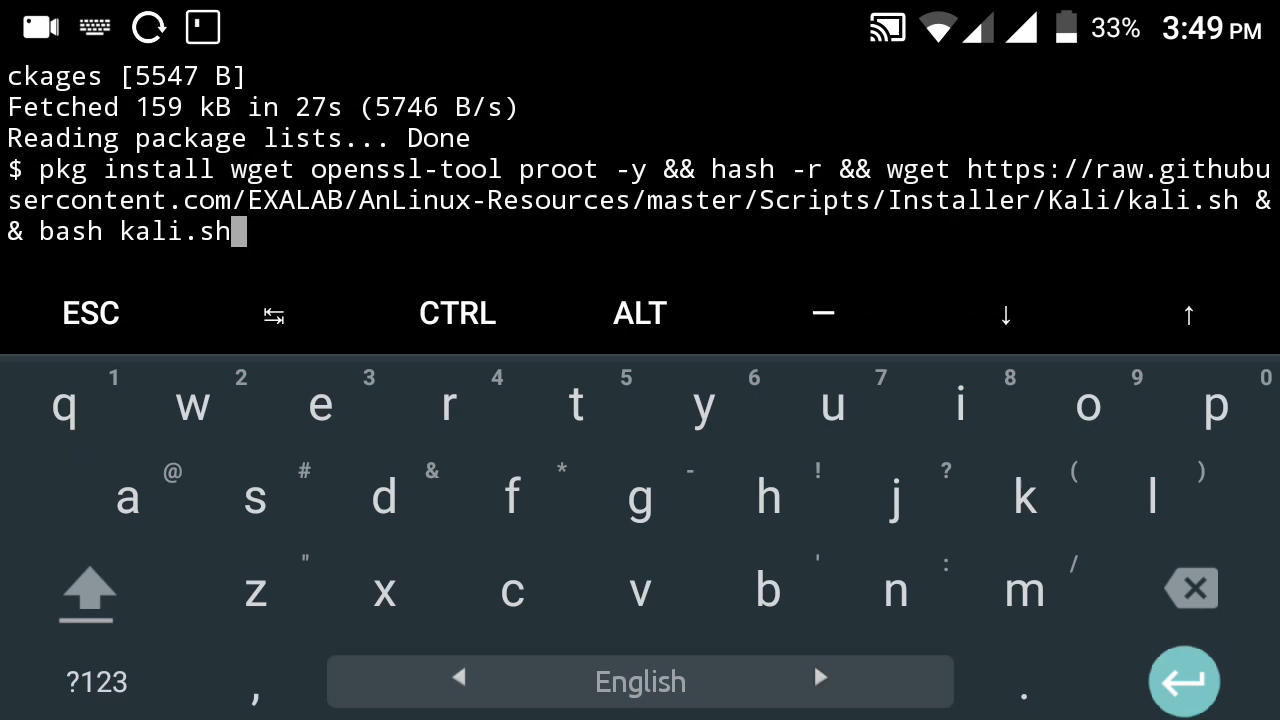 33% 3:49 PM
ckages [5547 B]
Fetched 159 kB in 27s (5746 B/s)
Reading package lists... Done
$ pkg install wget openssl-tool proot -y && hash -r && wget https://raw.githubu
sercontent.com/EXALAB/AnLinux-Resources/master/Scripts/Installer/Kali/kali.sh &
& bash kali.sh
ESC ↹ CTRL ALT — ↓ ↑
1 2 3 4 5 6 7 8 9 0
q w e r t y u i o p
@ # & * - ! ? ( )
a s d f g h j k l
" ' : /
z x c v b n m
?123 , ◀ English ▶ .